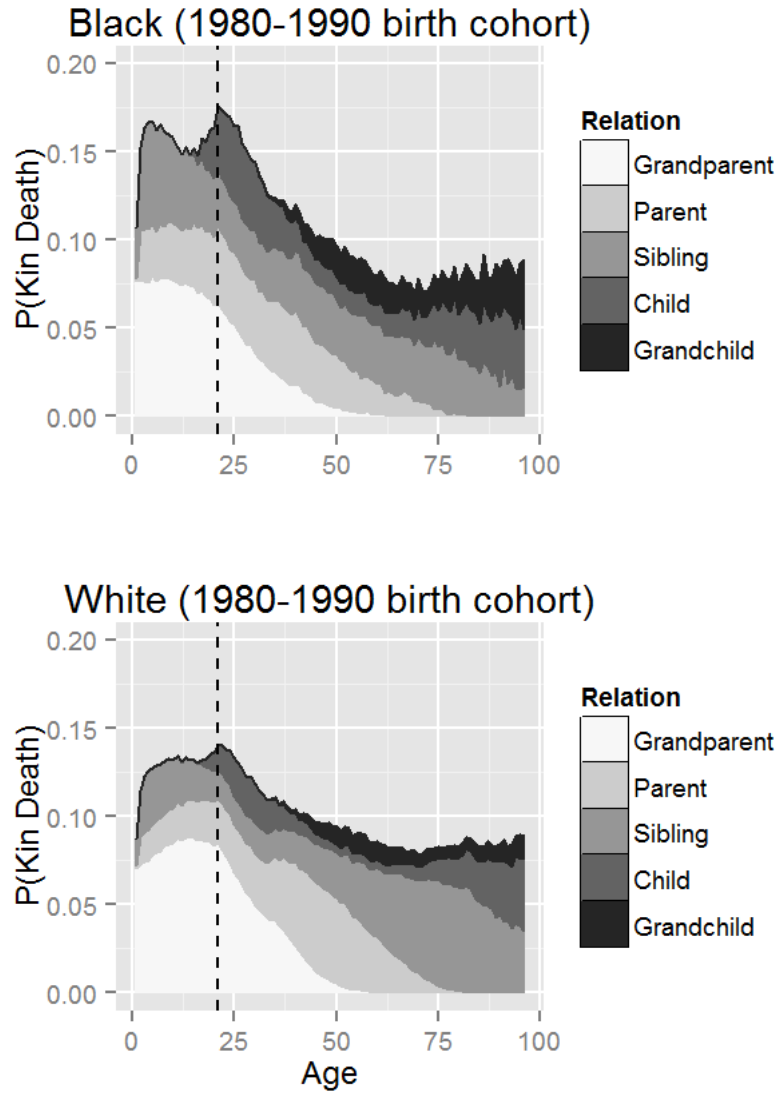 Black (1980-1990 birth cohort)
P(Kin Death)
0.20
0.15
0.10
0.05
0.00
0 25 50 75 100
Relation
Grandparent
Parent
Sibling
Child
Grandchild
White (1980-1990 birth cohort)
P(Kin Death)
0.20
0.15
0.10
0.05
0.00
0 25 50 75 100
Age
Relation
Grandparent
Parent
Sibling
Child
Grandchild